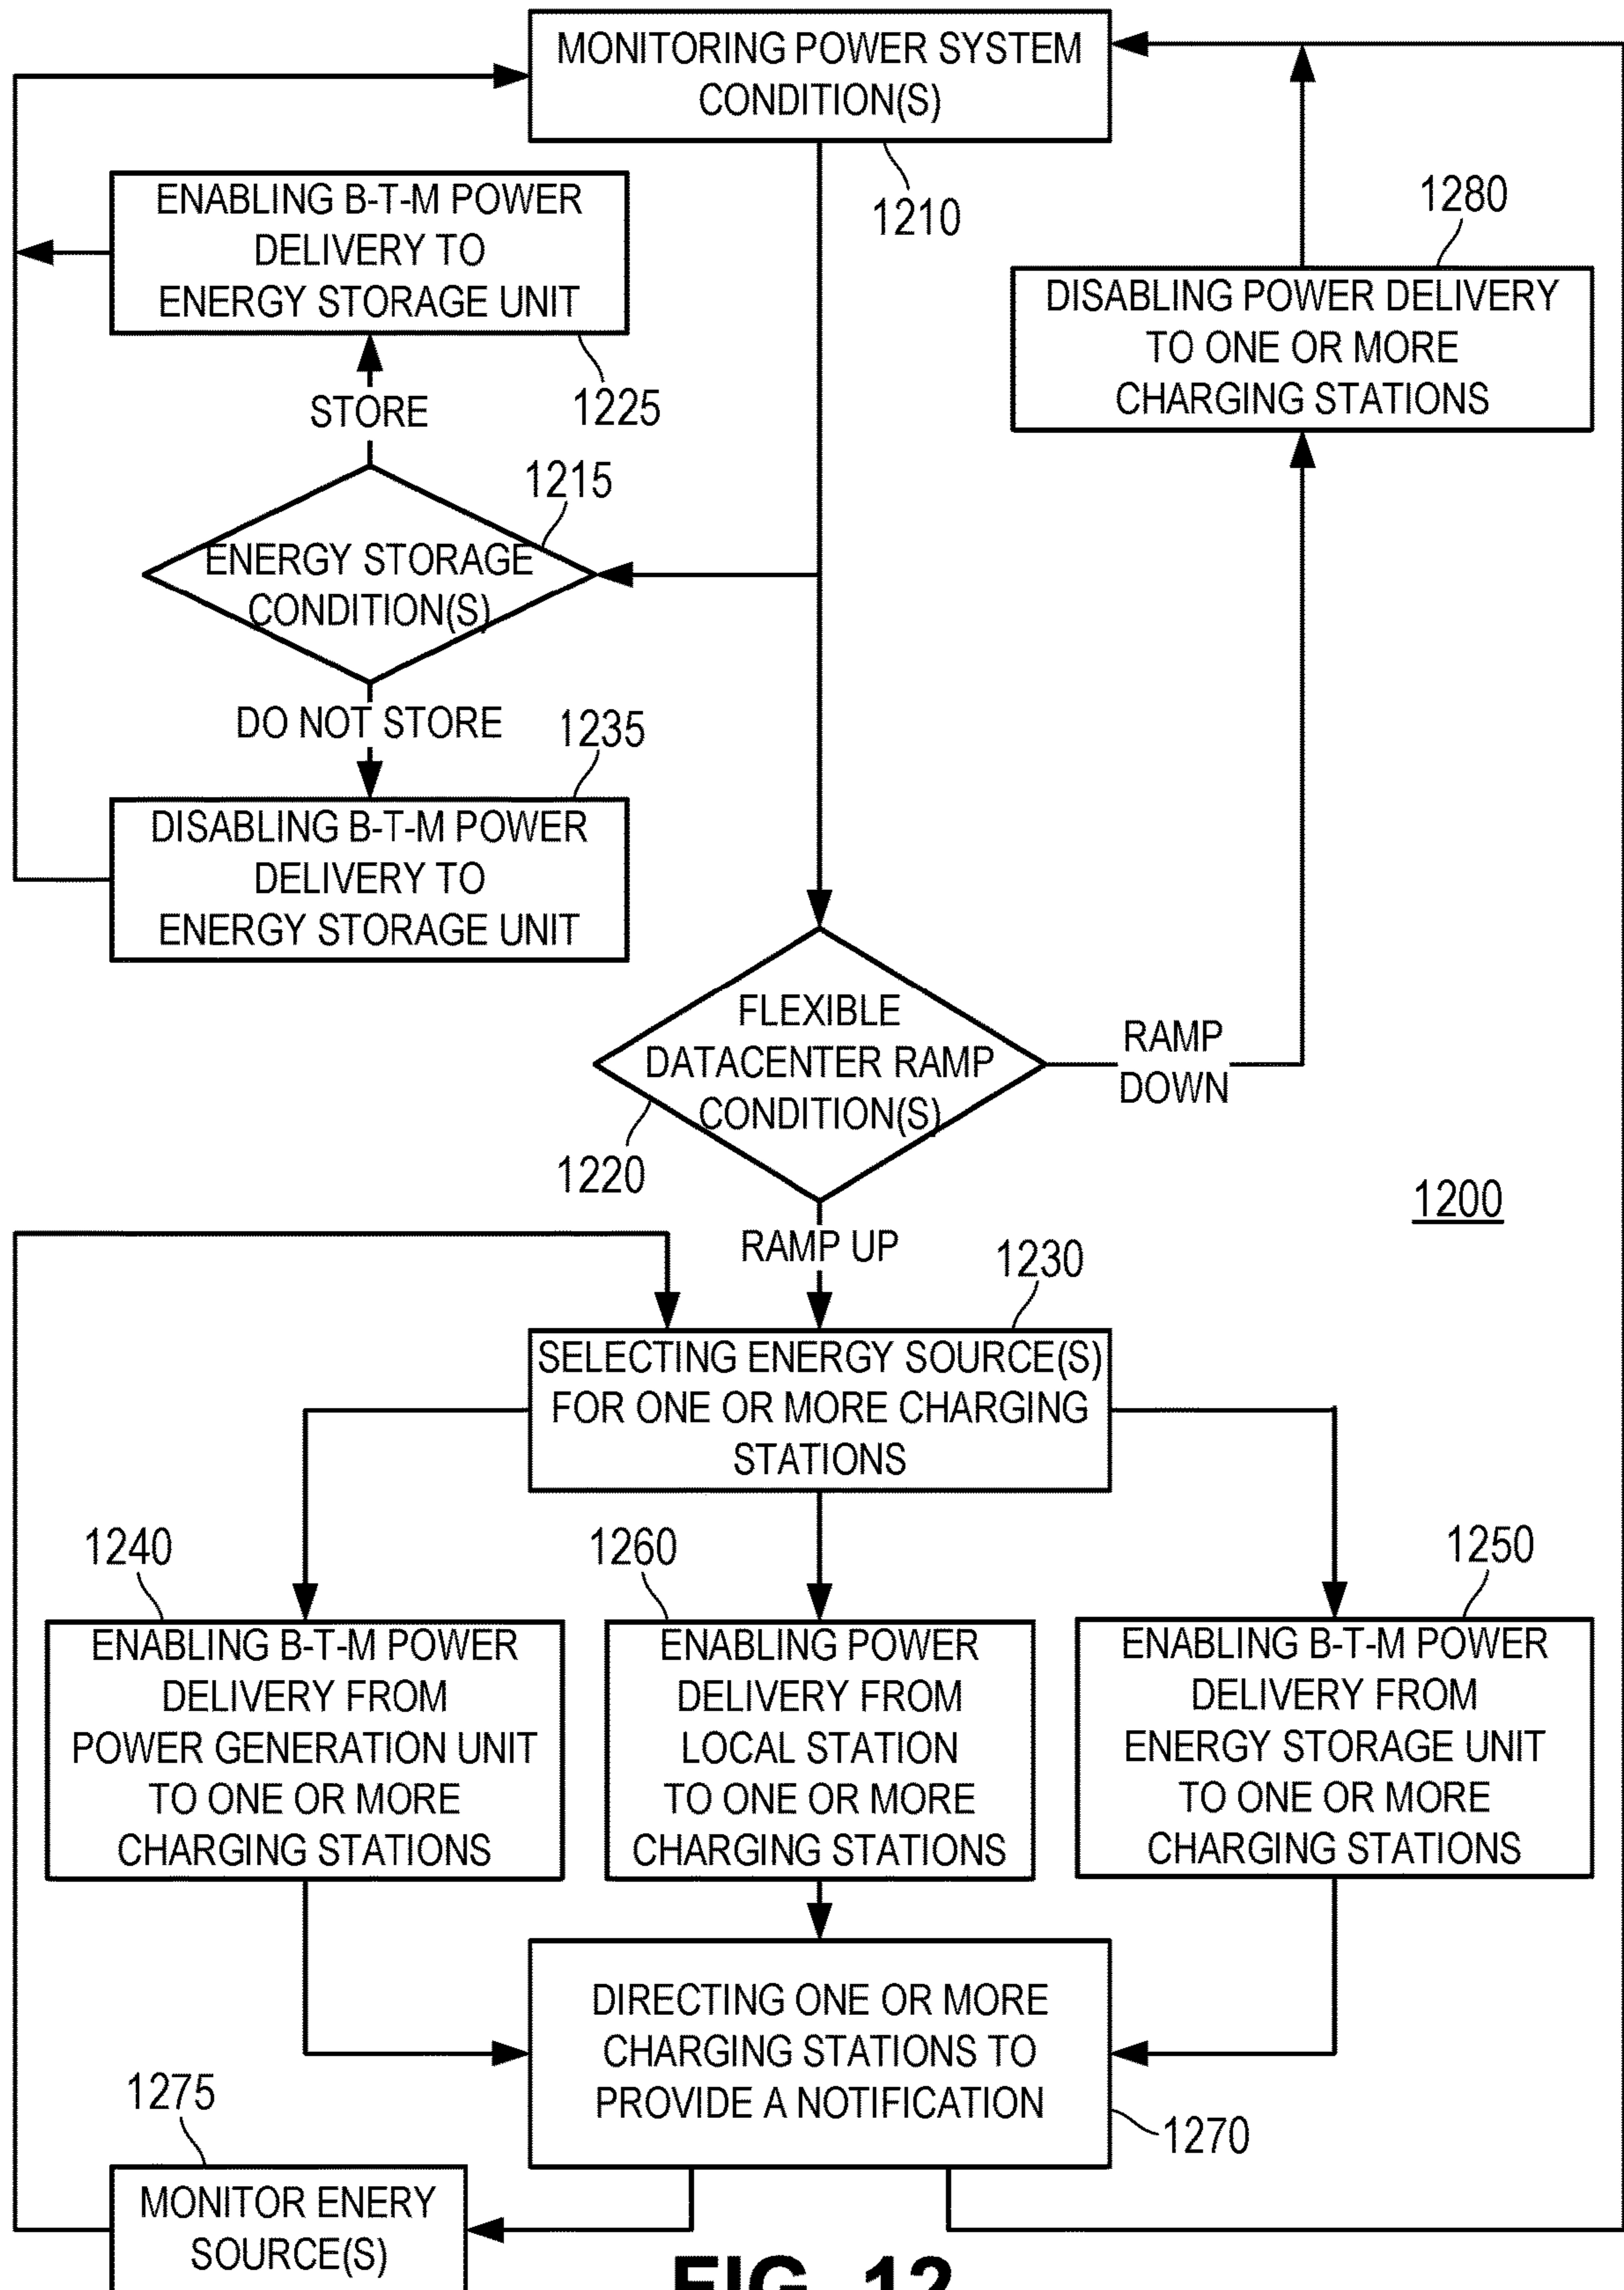 MONITORING POWER SYSTEM
CONDITION(S)
1210
ENABLING B-T-M POWER
DELIVERY TO
ENERGY STORAGE UNIT
1225
1280
DISABLING POWER DELIVERY
TO ONE OR MORE
CHARGING STATIONS
STORE
1215
ENERGY STORAGE
CONDITION(S)
DO NOT STORE
1235
DISABLING B-T-M POWER
DELIVERY TO
ENERGY STORAGE UNIT
FLEXIBLE
DATACENTER RAMP
CONDITION(S)
1220
RAMP
DOWN
1200
RAMP UP
1230
SELECTING ENERGY SOURCE(S)
FOR ONE OR MORE CHARGING
STATIONS
1240
ENABLING B-T-M POWER
DELIVERY FROM
POWER GENERATION UNIT
TO ONE OR MORE
CHARGING STATIONS
1260
ENABLING POWER
DELIVERY FROM
LOCAL STATION
TO ONE OR MORE
CHARGING STATIONS
1250
ENABLING B-T-M POWER
DELIVERY FROM
ENERGY STORAGE UNIT
TO ONE OR MORE
CHARGING STATIONS
DIRECTING ONE OR MORE
CHARGING STATIONS TO
PROVIDE A NOTIFICATION
1270
1275
MONITOR ENERY
SOURCE(S)
FIG. 12